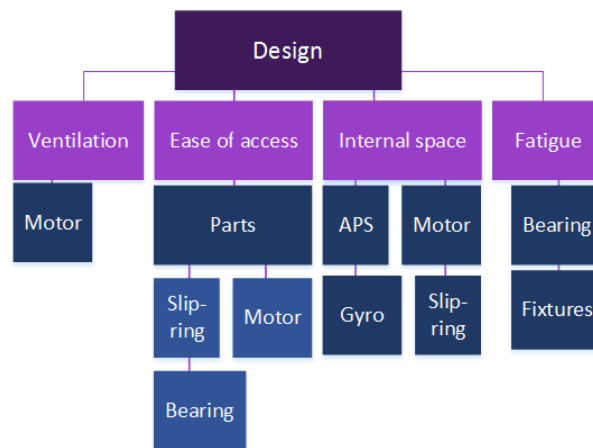 Design
Ventilation
Ease of access
Internal space
Fatigue
Motor
Parts
APS
Motor
Bearing
Slip-
ring
Motor
Gyro
Slip-
ring
Fixtures
Bearing